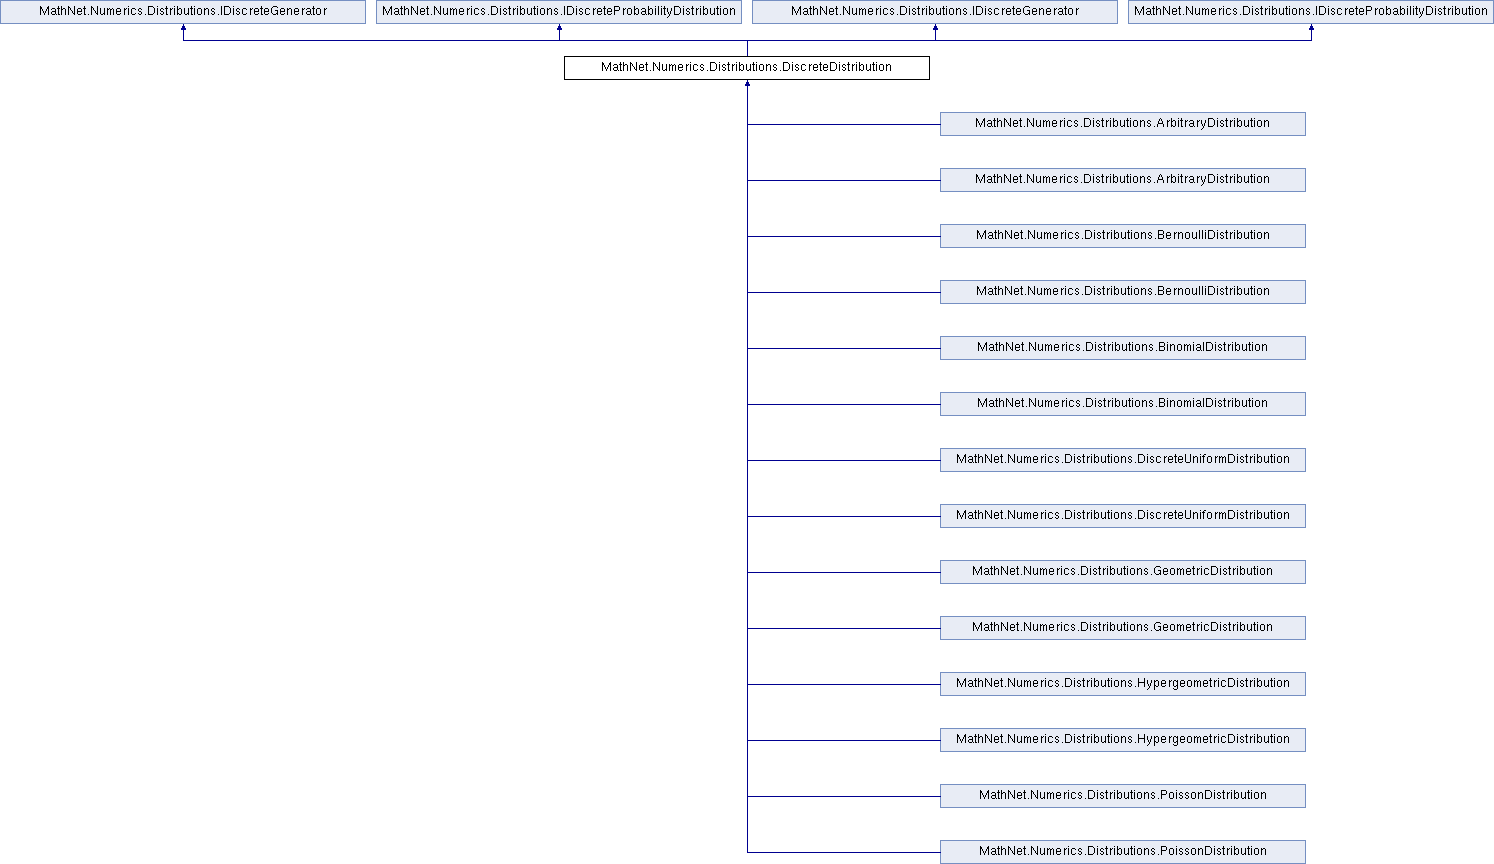 MathNet.Numerics.Distributions.IDiscreteGenerator
MathNet.Numerics.Distributions.IDiscreteProbabilityDistribution
MathNet.Numerics.Distributions.IDiscreteGenerator
MathNet.Numerics.Distributions.IDiscreteProbabilityDistribution
MathNet.Numerics.Distributions.DiscreteDistribution
MathNet.Numerics.Distributions.ArbitraryDistribution
MathNet.Numerics.Distributions.ArbitraryDistribution
MathNet.Numerics.Distributions.BernoulliDistribution
MathNet.Numerics.Distributions.BernoulliDistribution
MathNet.Numerics.Distributions.BinomialDistribution
MathNet.Numerics.Distributions.BinomialDistribution
MathNet.Numerics.Distributions.DiscreteUniformDistribution
MathNet.Numerics.Distributions.DiscreteUniformDistribution
MathNet.Numerics.Distributions.GeometricDistribution
MathNet.Numerics.Distributions.GeometricDistribution
MathNet.Numerics.Distributions.HypergeometricDistribution
MathNet.Numerics.Distributions.HypergeometricDistribution
MathNet.Numerics.Distributions.PoissonDistribution
MathNet.Numerics.Distributions.PoissonDistribution